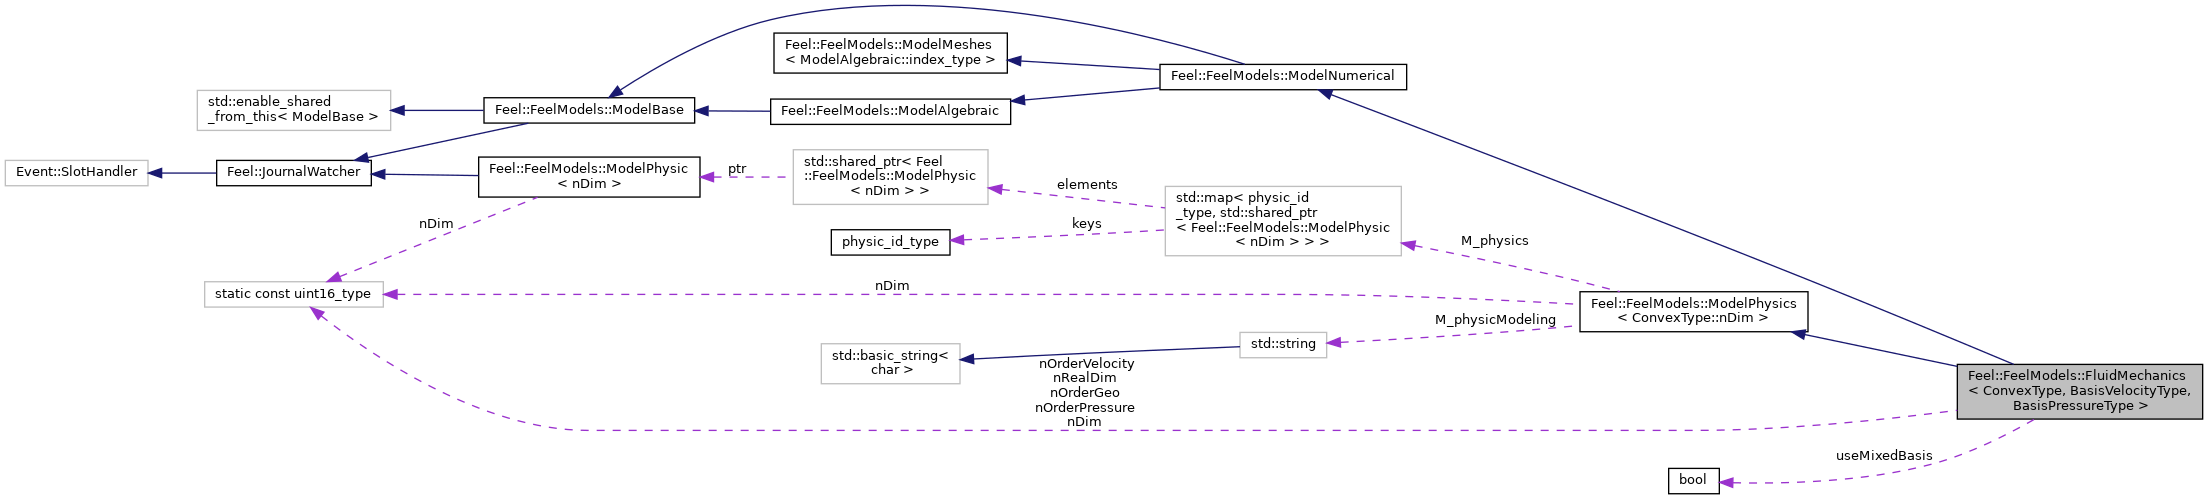 Feel::FeelModels::ModelMeshes
< ModelAlgebraic::index_type >
Feel::FeelModels::ModelNumerical
std::enable_shared
_from_this< ModelBase >
Feel::FeelModels::ModelBase
Feel::FeelModels::ModelAlgebraic
Event::SlotHandler
Feel::JournalWatcher
Feel::FeelModels::ModelPhysic
< nDim >
ptr
std::shared_ptr< Feel
::FeelModels::ModelPhysic
< nDim > >
elements
keys
std::map< physic_id
_type, std::shared_ptr
< Feel::FeelModels::ModelPhysic
< nDim > > >
nDim
physic_id_type
M_physics
static const uint16_type
nDim
Feel::FeelModels::ModelPhysics
< ConvexType::nDim >
M_physicModeling
std::string
std::basic_string<
char >
nOrderVelocity
nRealDim
nOrderGeo
nOrderPressure
nDim
Feel::FeelModels::FluidMechanics
< ConvexType, BasisVelocityType,
BasisPressureType >
useMixedBasis
bool